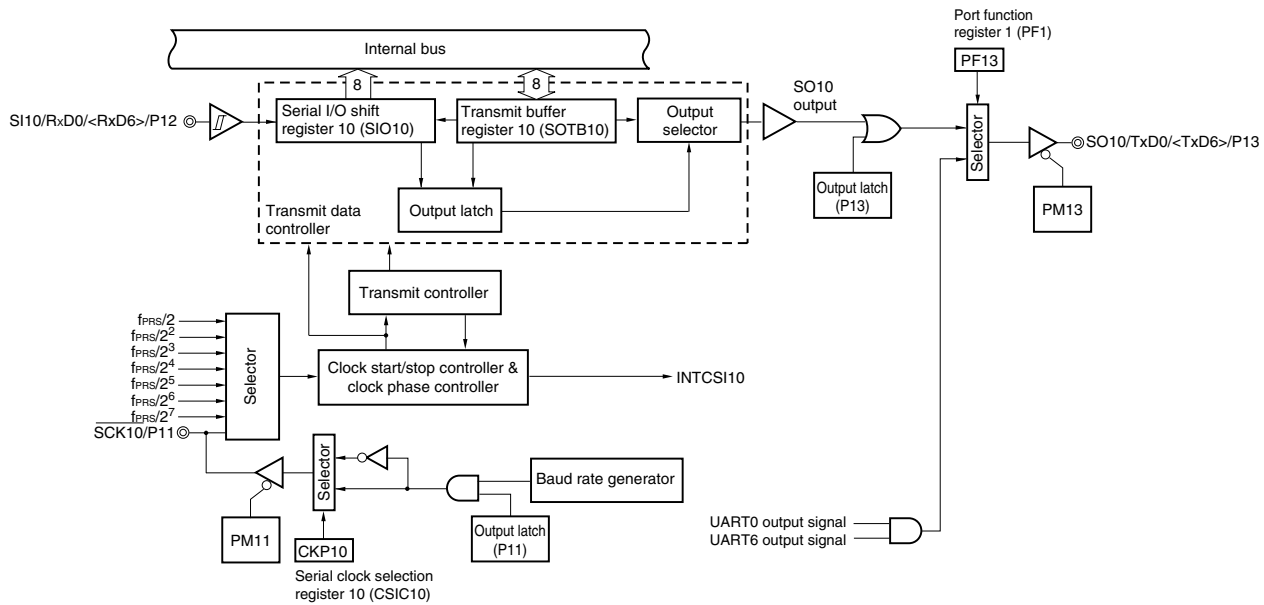 Port function
register 1 (PF1)
Internal bus
PF13
8
8
SO10
output
SI10/RxD0/<RxD6>/P12
Serial I/O shift
register 10 (SIO10)
Transmit buffer
register 10 (SOTB10)
Output
selector
Selector
SO10/TxD0/<TxD6>/P13
Output latch
(P13)
PM13
Transmit data
controller
Output latch
Transmit controller
fPRS/2
fPRS/2²
fPRS/2³
fPRS/2⁴
fPRS/2⁵
fPRS/2⁶
fPRS/2⁷
SCK10/P11
Selector
Clock start/stop controller &
clock phase controller
INTCSI10
Selector
Baud rate generator
PM11
CKP10
Output latch
(P11)
UART0 output signal
UART6 output signal
Serial clock selection
register 10 (CSIC10)